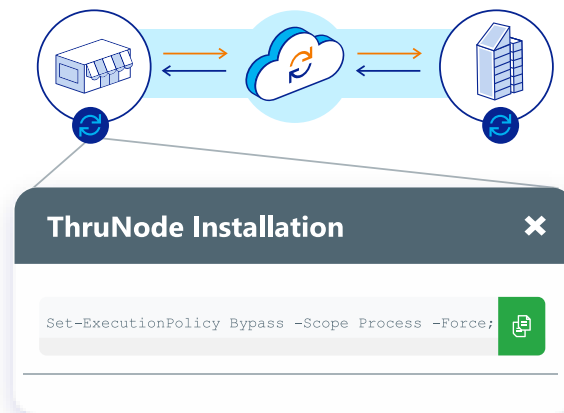 ThruNode Installation
Set-ExecutionPolicy Bypass -Scope Process -Force;